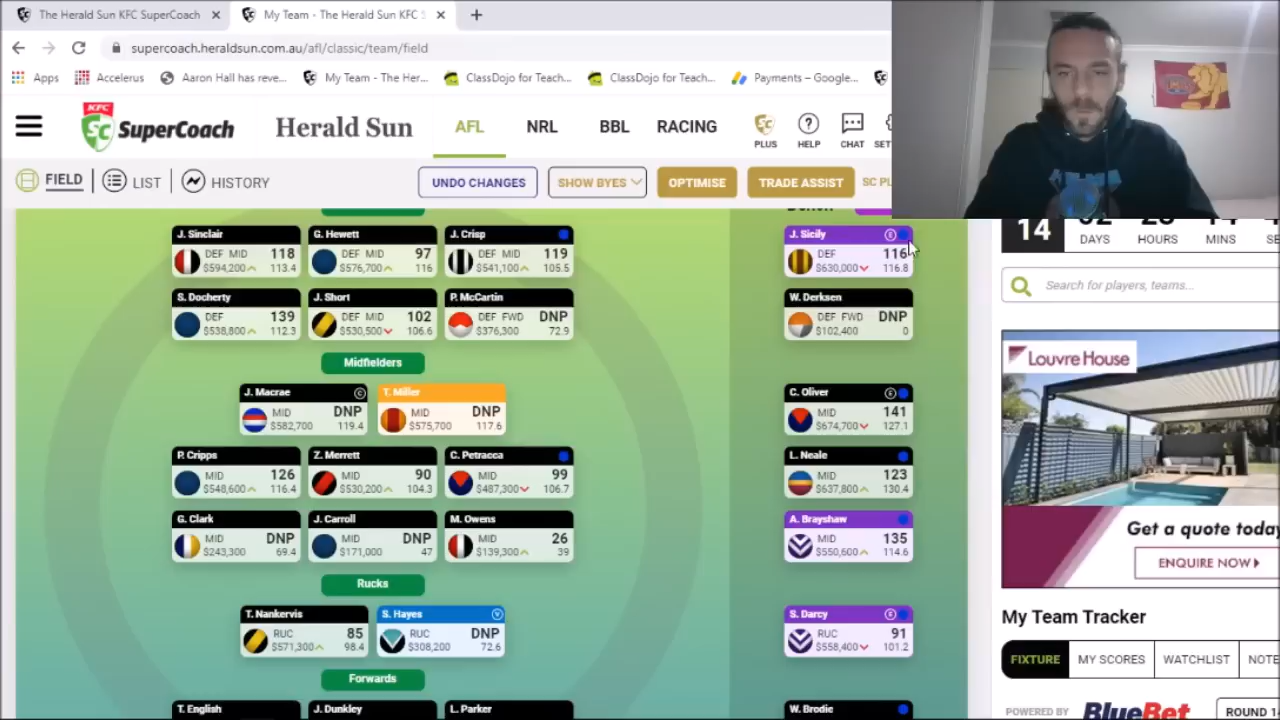 The Herald Sun KFC SuperCoach × My Team - The Herald Sun KFC × +
supercoach.heraldsun.com.au/afl/classic/team/field
Apps Accelerus Aaron Hall has reve... My Team - The Her... ClassDojo for Teach... ClassDojo for Teach... Payments – Google...
KFC SC SuperCoach Herald Sun AFL NRL BBL RACING PLUS HELP CHAT
FIELD LIST HISTORY UNDO CHANGES SHOW BYES OPTIMISE TRADE ASSIST
14 DAYS HOURS MINS
J. Sinclair G. Hewett J. Crisp J. Sicily E
DEF MID 118 DEF MID 97 DEF MID 119 DEF 116
$594,200 113.4 $576,700 116 $541,100 105.5 $630,000 116.8
Search for players, teams...
S. Docherty J. Short P. McCartin W. Derksen
DEF 139 DEF MID 102 DEF FWD DNP DEF FWD DNP
$538,800 112.3 $530,500 106.6 $376,300 72.9 $102,400 0
Midfielders
Louvre House
J. Macrae C T. Miller C. Oliver E
MID DNP MID DNP MID 141
$582,700 119.4 $575,700 117.6 $674,700 127.1
P. Cripps Z. Merrett C. Petracca L. Neale
MID 126 MID 90 MID 99 MID 123
$548,600 116.4 $530,200 104.3 $487,300 106.7 $637,800 130.4
G. Clark J. Carroll M. Owens A. Brayshaw
MID DNP MID DNP MID 26 MID 135
$243,300 69.4 $171,000 47 $139,300 39 $550,600 114.6
Get a quote today
ENQUIRE NOW
Rucks
T. Nankervis S. Hayes V S. Darcy E
RUC 85 RUC DNP RUC 91
$571,300 98.4 $308,200 72.6 $558,400 101.2
My Team Tracker
FIXTURE MY SCORES WATCHLIST NOTE
Forwards
T. English J. Dunkley L. Parker W. Brodie
POWERED BY BlueBet ROUND 14